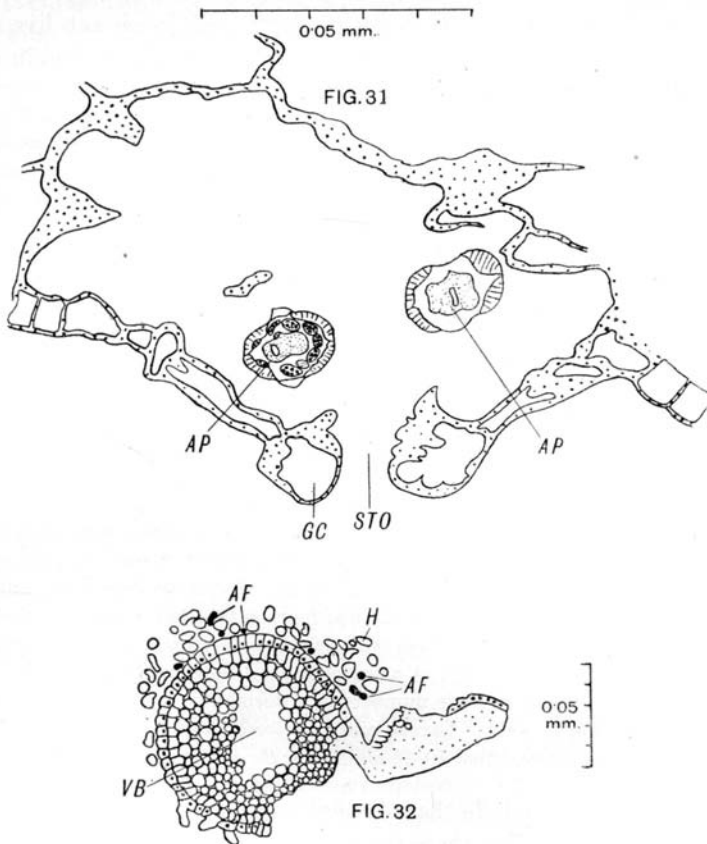 0·05 mm.
FIG. 31
AP
AP
GC
STO
AF
H
AF
0·05
mm.
VB
FIG. 32